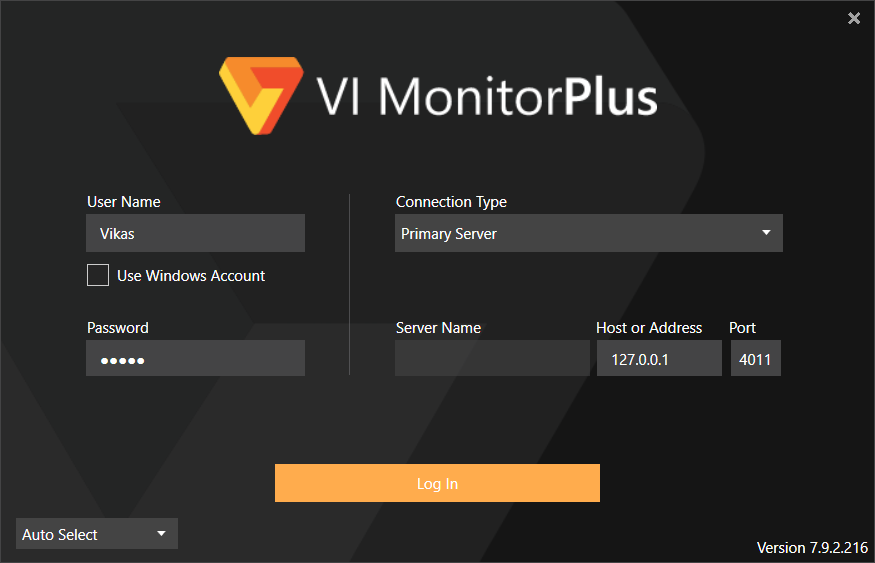 VI MonitorPlus
User Name
Vikas
Use Windows Account
Password
●●●●●
Connection Type
Primary Server
Server Name
Host or Address
Port
127.0.0.1
4011
Log In
Auto Select
Version 7.9.2.216